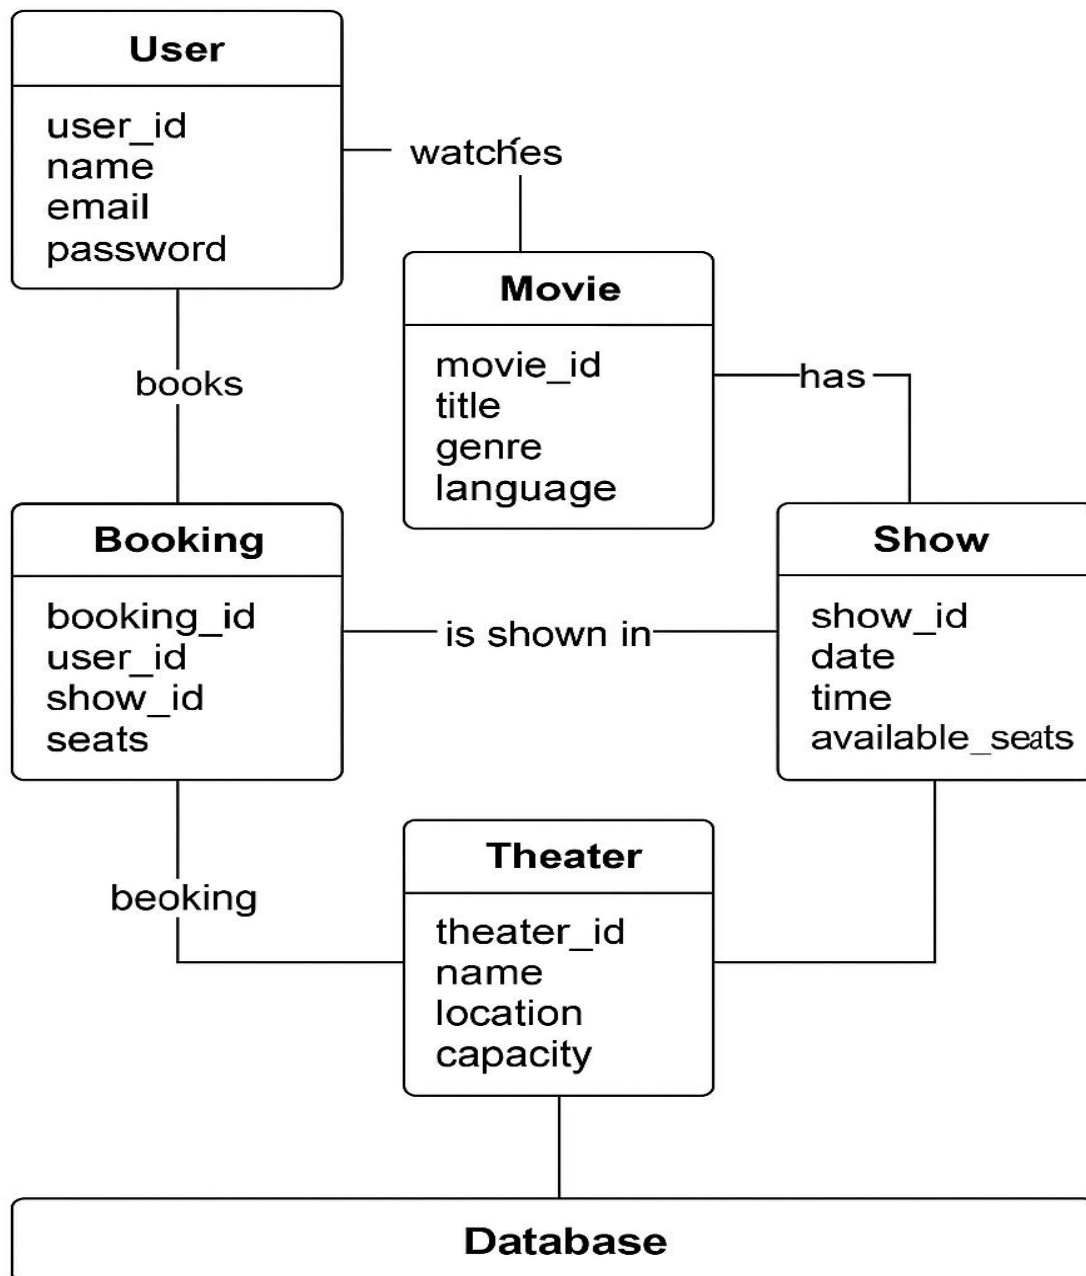 User
user_id
name
email
password
watches
Movie
movie_id
title
genre
language
has
books
Booking
booking_id
user_id
show_id
seats
is shown in
Show
show_id
date
time
available_seats
beoking
Theater
theater_id
name
location
capacity
Database